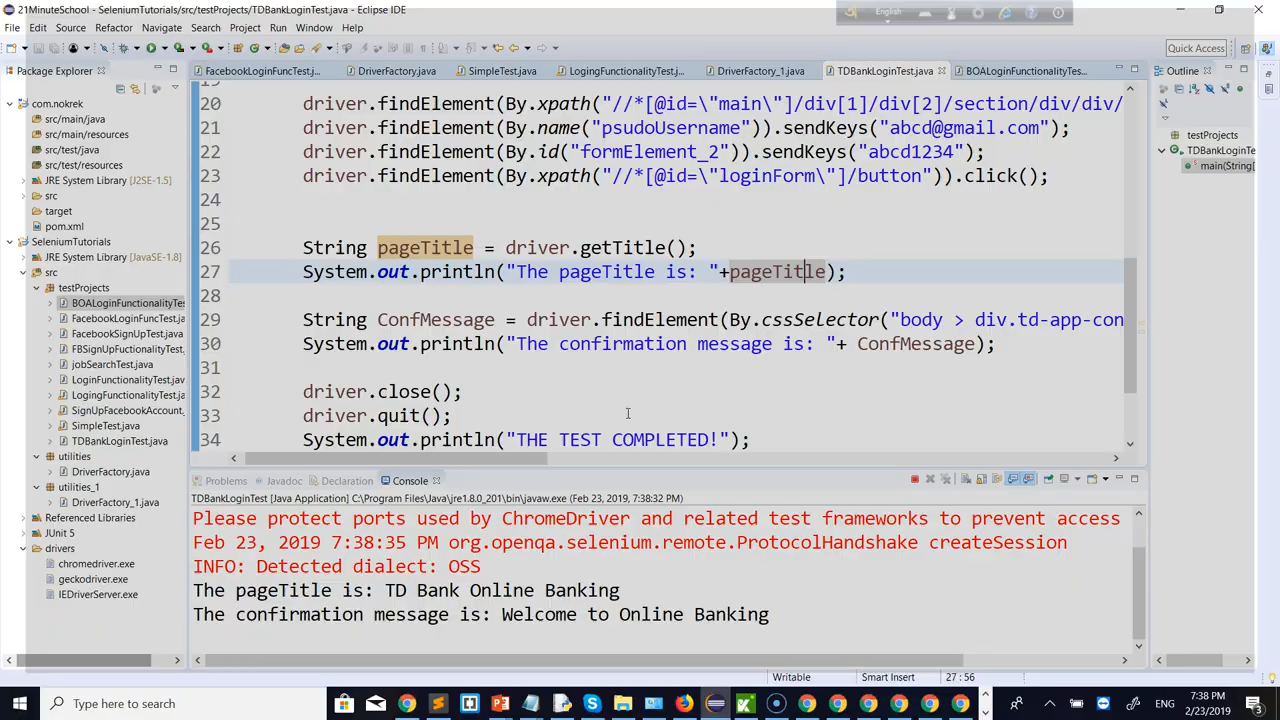 21MinuteSchool - SeleniumTutorials/src/testProjects/TDBankLoginTest.java - Eclipse IDE
English
File Edit Source Refactor Navigate Search Project Run Window Help
Quick Access
Package Explorer
FacebookLoginFuncTest.j... DriverFactory.java SimpleTest.java LogingFunctionalityTest.j... DriverFactory_1.java TDBankLoginTest.java BOALoginFunctionalityTes...
Outline
com.nokrek
src/main/java
src/main/resources
src/test/java
src/test/resources
JRE System Library [J2SE-1.5]
src
target
pom.xml
SeleniumTutorials
JRE System Library [JavaSE-1.8]
src
testProjects
BOALoginFunctionalityTes
FacebookLoginFuncTest.j
FacebookSignUpTest.java
FBSignUpFuctionalityTest
jobSearchTest.java
LoginFunctionalityTest.jav
LogingFunctionalityTest.j
SignUpFacebookAccount.
SimpleTest.java
TDBankLoginTest.java
utilities
DriverFactory.java
utilities_1
DriverFactory_1.java
Referenced Libraries
JUnit 5
drivers
chromedriver.exe
geckodriver.exe
IEDriverServer.exe
20 driver.findElement(By.xpath("//*[@id=\"main\"]/div[1]/div[2]/section/div/div/
21 driver.findElement(By.name("psudoUsername")).sendKeys("abcd@gmail.com");
22 driver.findElement(By.id("formElement_2")).sendKeys("abcd1234");
23 driver.findElement(By.xpath("//*[@id=\"loginForm\"]/button")).click();
24
25
26 String pageTitle = driver.getTitle();
27 System.out.println("The pageTitle is: "+pageTitle);
28
29 String ConfMessage = driver.findElement(By.cssSelector("body > div.td-app-con
30 System.out.println("The confirmation message is: "+ ConfMessage);
31
32 driver.close();
33 driver.quit();
34 System.out.println("THE TEST COMPLETED!");
testProjects
TDBankLoginTe
main(String[
Problems Javadoc Declaration Console
TDBankLoginTest [Java Application] C:\Program Files\Java\jre1.8.0_201\bin\javaw.exe (Feb 23, 2019, 7:38:32 PM)
Please protect ports used by ChromeDriver and related test frameworks to prevent access
Feb 23, 2019 7:38:35 PM org.openqa.selenium.remote.ProtocolHandshake createSession
INFO: Detected dialect: OSS
The pageTitle is: TD Bank Online Banking
The confirmation message is: Welcome to Online Banking
Writable Smart Insert 27 : 56
Type here to search
ENG
7:38 PM
2/23/2019
3